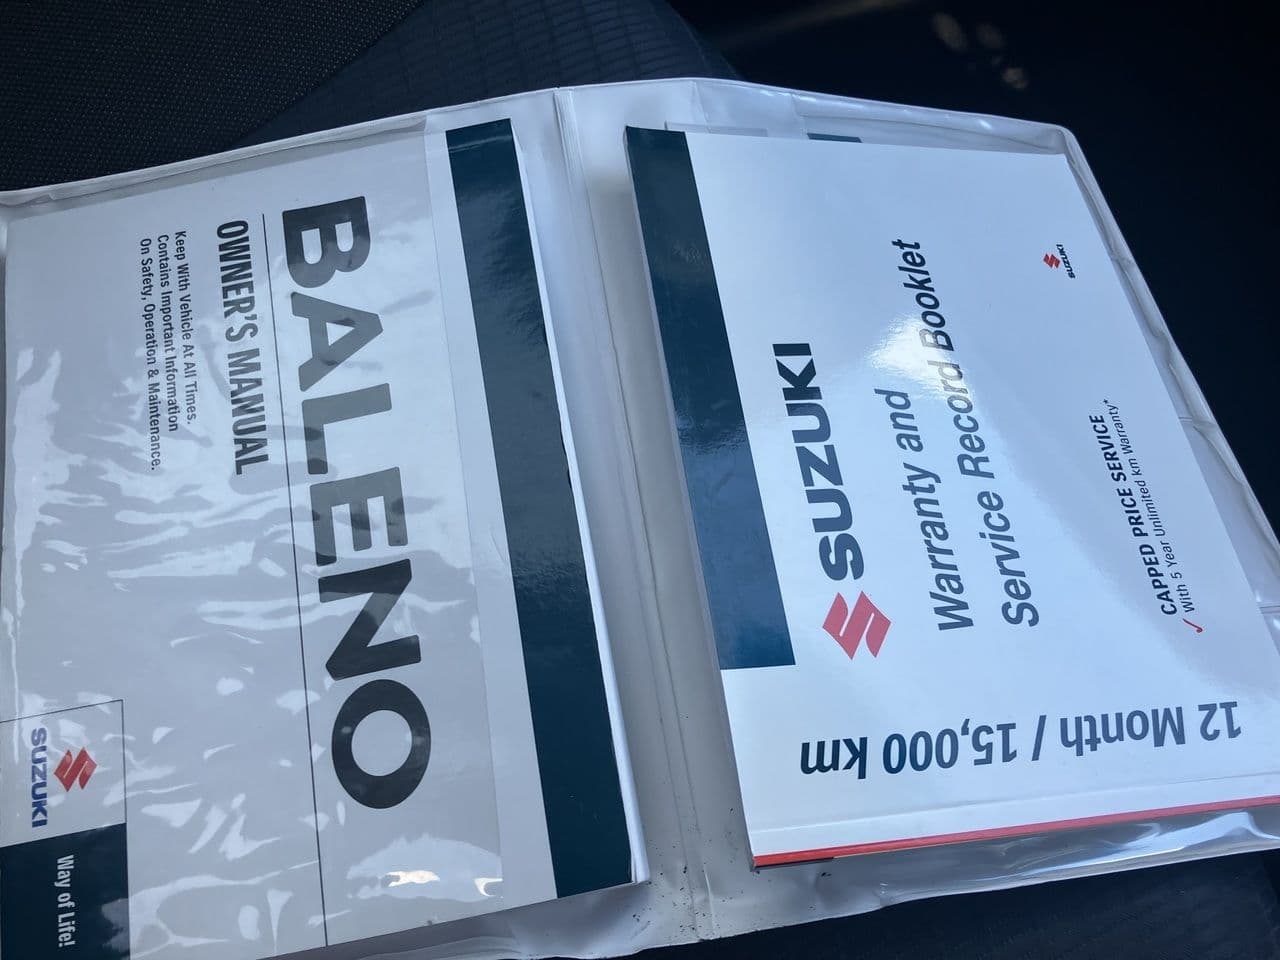 BALENO
OWNER'S MANUAL
Keep With Vehicle At All Times.
Contains Important Information
On Safety, Operation & Maintenance.
SUZUKI
Way of Life!
SUZUKI
Warranty and
Service Record Booklet
SUZUKI
CAPPED PRICE SERVICE
With 5 Year Unlimited km Warranty*
12 Month / 15,000 km